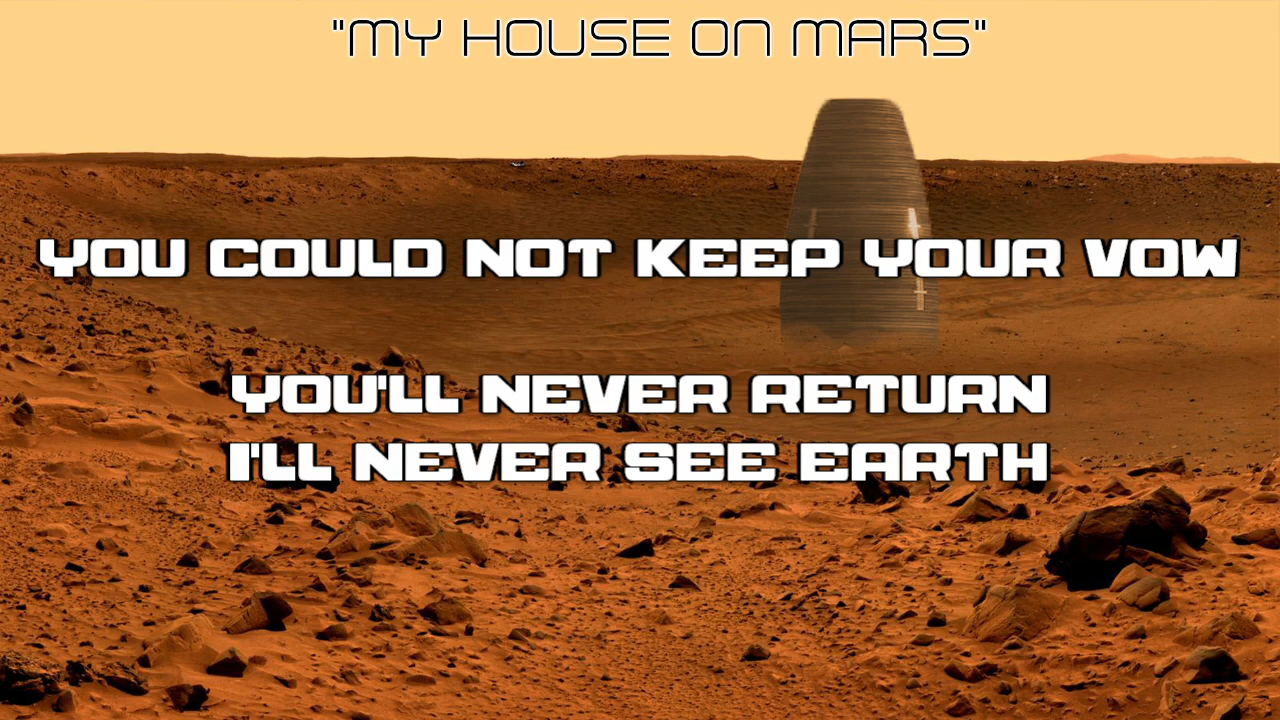 "MY HOUSE ON MARS"
YOU COULD NOT KEEP YOUR VOW
YOU'LL NEVER RETURN
I'LL NEVER SEE EARTH